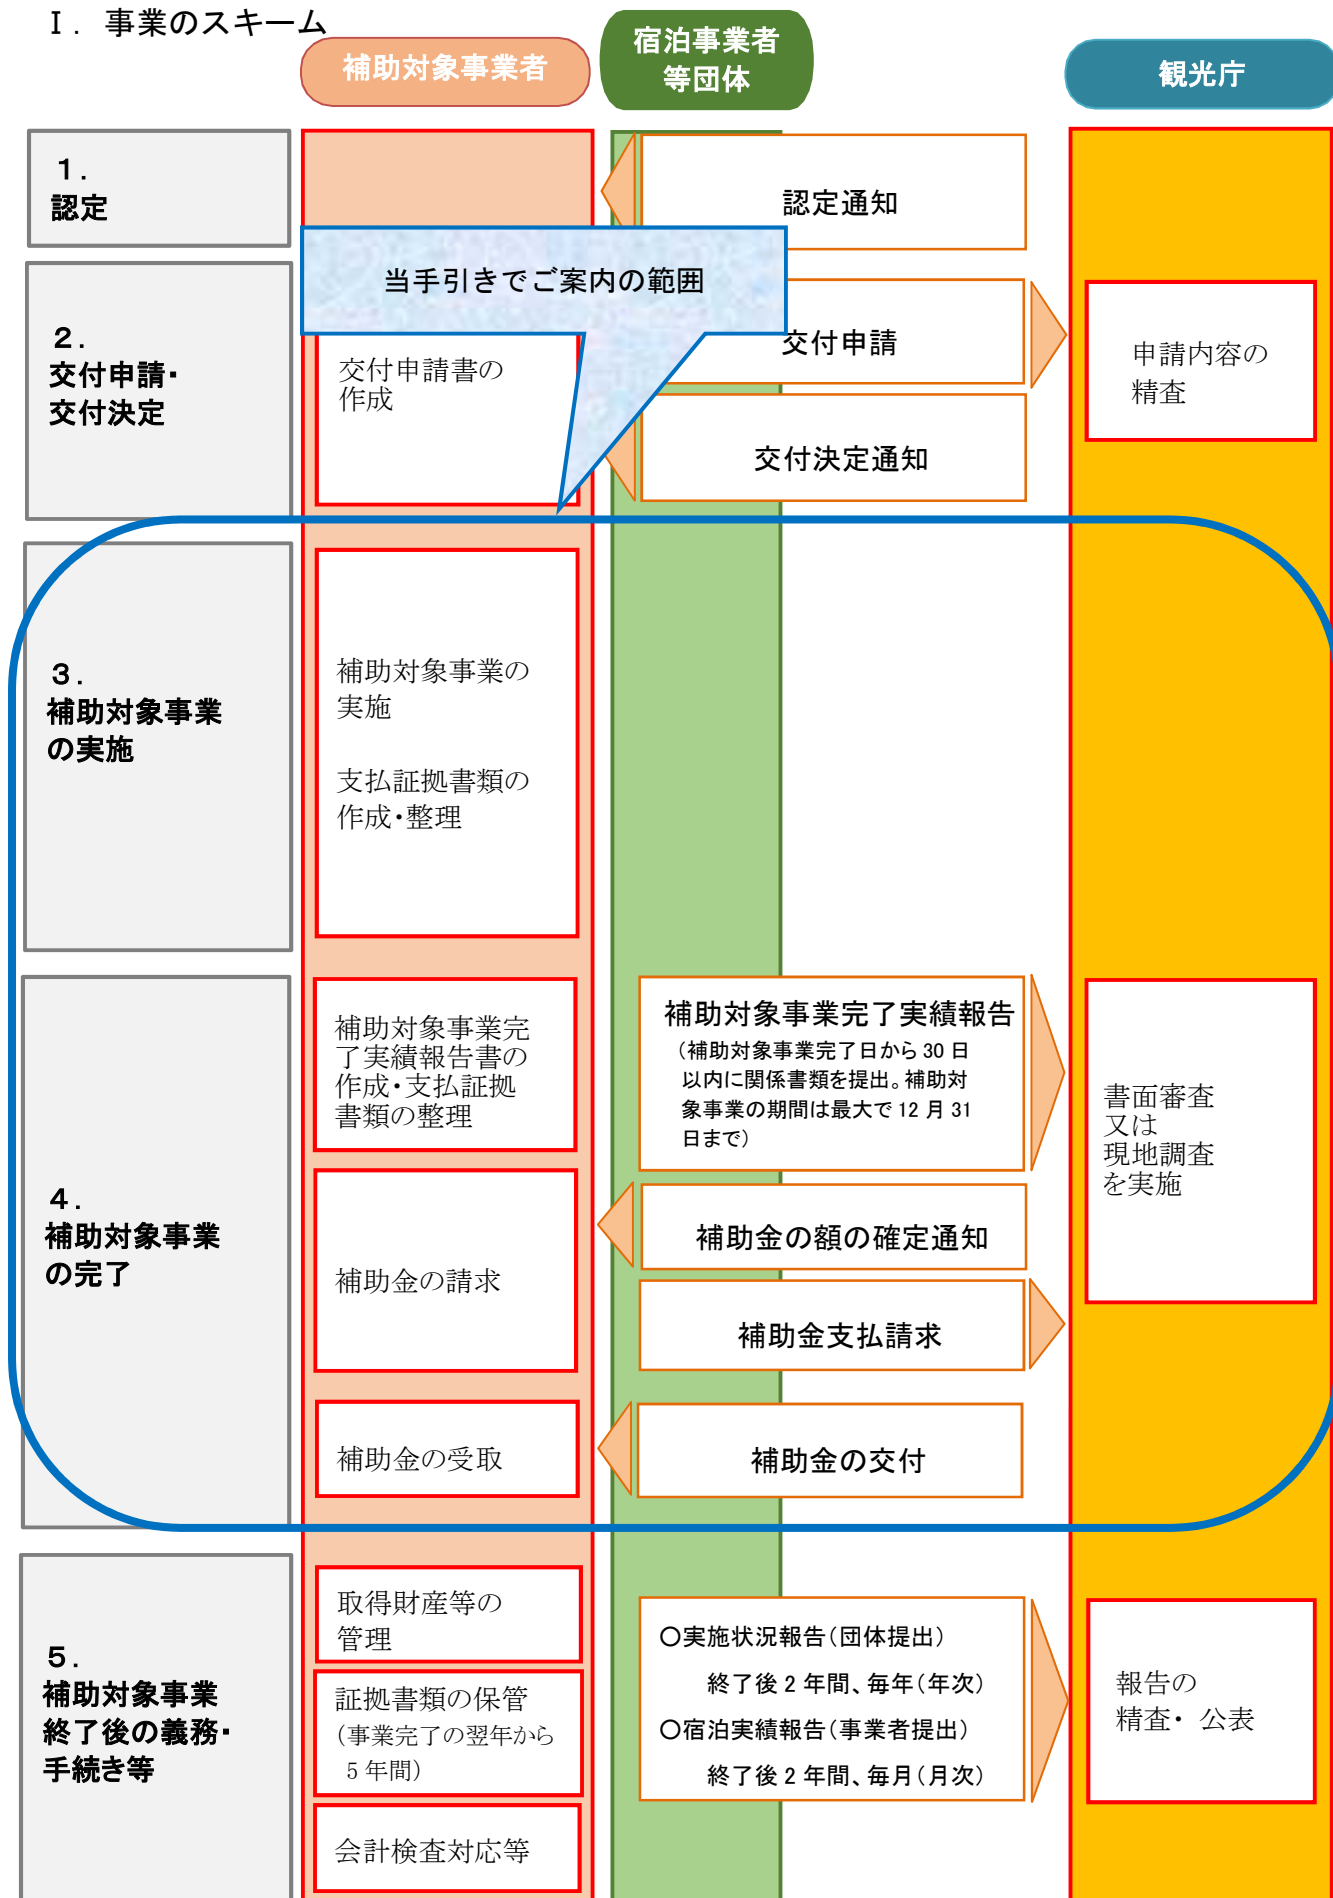 Ⅰ. 事業のスキーム
補助対象事業者
宿泊事業者
等団体
観光庁
１.
認定
認定通知
当手引きでご案内の範囲
２.
交付申請・
交付決定
交付申請書の
作成
交付申請
交付決定通知
申請内容の
精査
３.
補助対象事業
の実施
補助対象事業の
実施
支払証拠書類の
作成・整理
４.
補助対象事業
の完了
補助対象事業完
了実績報告書の
作成・支払証拠
書類の整理
補助対象事業完了実績報告
（補助対象事業完了日から 30 日
以内に関係書類を提出。補助対
象事業の期間は最大で 12 月 31
日まで）
書面審査
又は
現地調査
を実施
補助金の請求
補助金の額の確定通知
補助金支払請求
補助金の受取
補助金の交付
５.
補助対象事業
終了後の義務・
手続き等
取得財産等の
管理
証拠書類の保管
（事業完了の翌年から
５年間）
会計検査対応等
〇実施状況報告（団体提出）
終了後 2 年間、毎年（年次）
〇宿泊実績報告（事業者提出）
終了後 2 年間、毎月（月次）
報告の
精査・ 公表